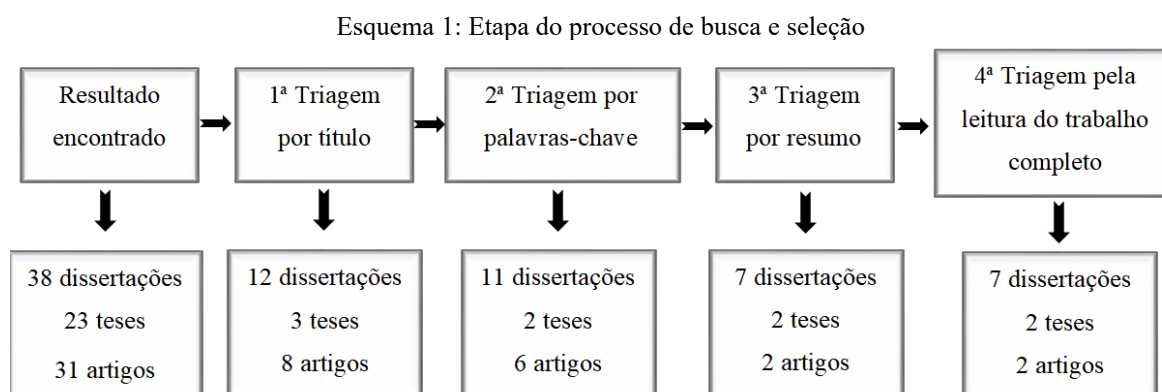 Esquema 1: Etapa do processo de busca e seleção
Resultado
encontrado
1ª Triagem
por título
2ª Triagem por
palavras-chave
3ª Triagem
por resumo
4ª Triagem pela
leitura do trabalho
completo
38 dissertações
23 teses
31 artigos
12 dissertações
3 teses
8 artigos
11 dissertações
2 teses
6 artigos
7 dissertações
2 teses
2 artigos
7 dissertações
2 teses
2 artigos